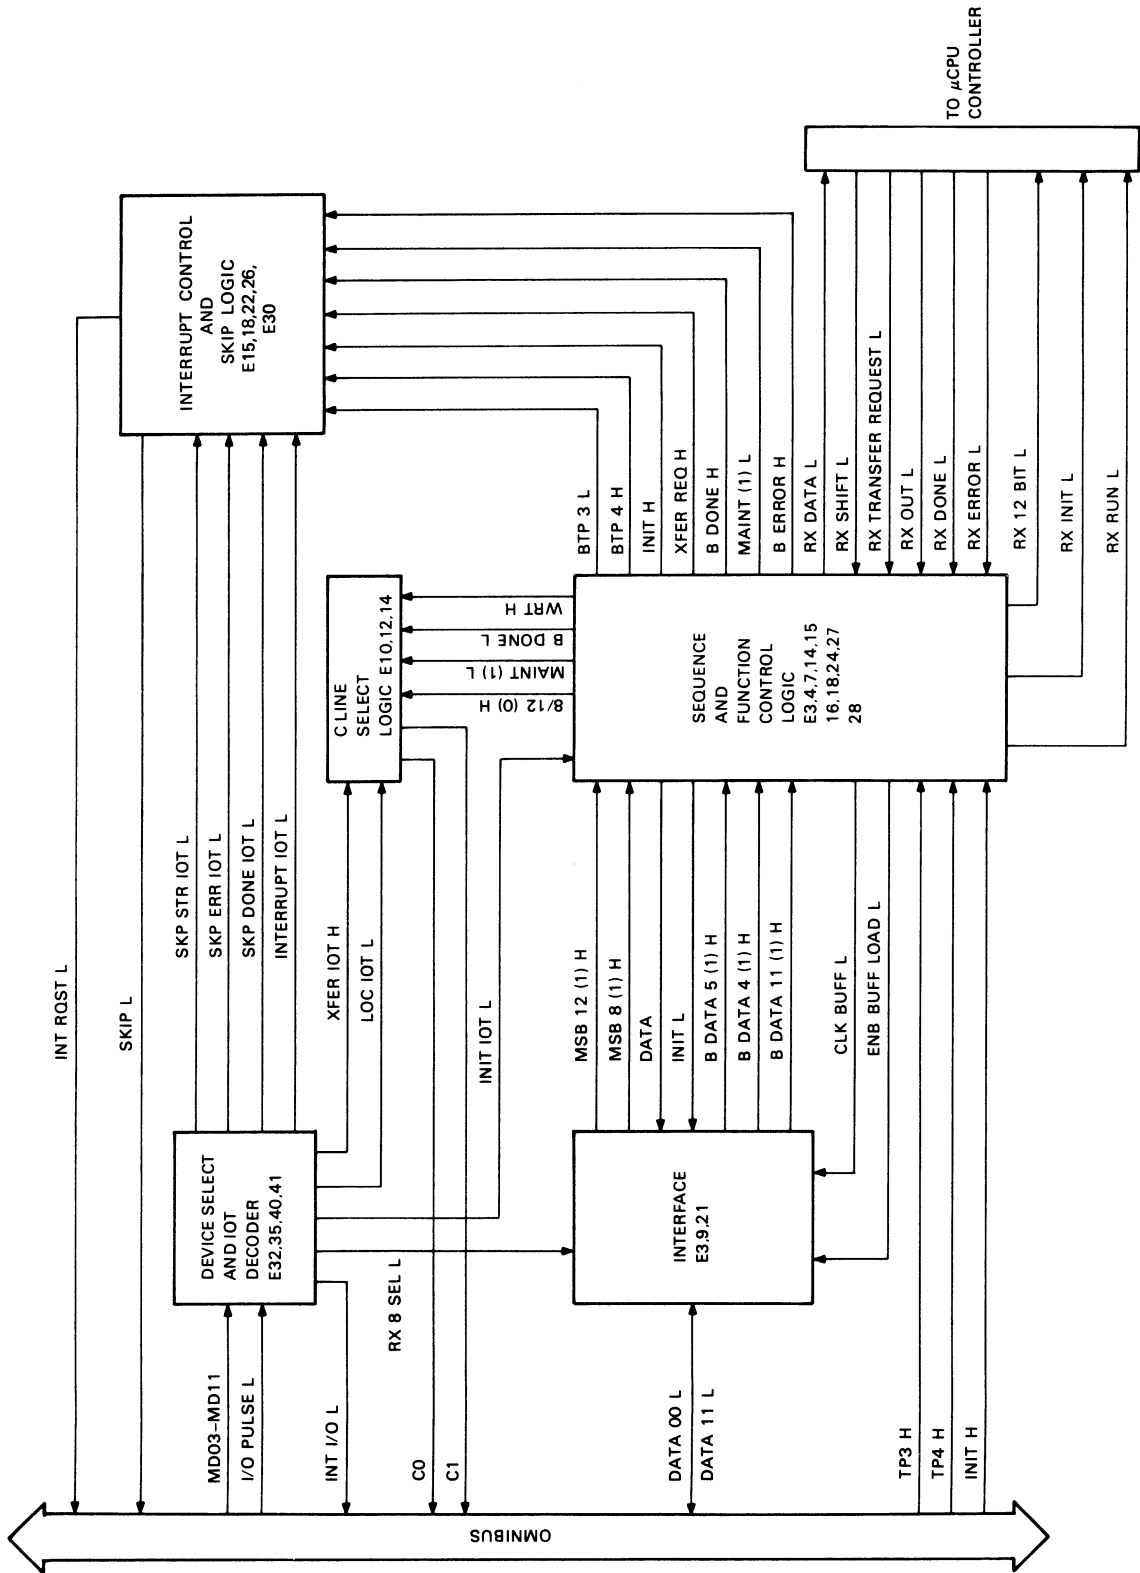 OMNIBUS
INT RQST L
SKIP L
MD03-MD11
I/O PULSE L
INT I/O L
C0
C1
DATA 00 L
DATA 11 L
TP3 H
TP4 H
INIT H
DEVICE SELECT
AND IOT
DECODER
E32,35,40,41
RX 8 SEL L
SKP STR IOT L
SKP ERR IOT L
SKP DONE IOT L
INTERRUPT IOT L
XFER IOT H
LOC IOT L
INIT IOT L
INTERFACE
E3,9,21
MSB 12 (1) H
MSB 8 (1) H
DATA
INIT L
B DATA 5 (1) H
B DATA 4 (1) H
B DATA 11 (1) H
CLK BUFF L
ENB BUFF LOAD L
C LINE
SELECT
LOGIC E10,12,14
8/12 (0) H
MAINT (1) L
B DONE L
WRT H
SEQUENCE
AND
FUNCTION
CONTROL
LOGIC
E3,4,7,14,15
16,18,24,27
28
INTERRUPT CONTROL
AND
SKIP LOGIC
E15,18,22,26,
E30
BTP 3 L
BTP 4 H
INIT H
XFER REQ H
B DONE H
MAINT (1) L
B ERROR H
RX DATA L
RX SHIFT L
RX TRANSFER REQUEST L
RX OUT L
RX DONE L
RX ERROR L
RX 12 BIT L
RX INIT L
RX RUN L
TO µCPU
CONTROLLER